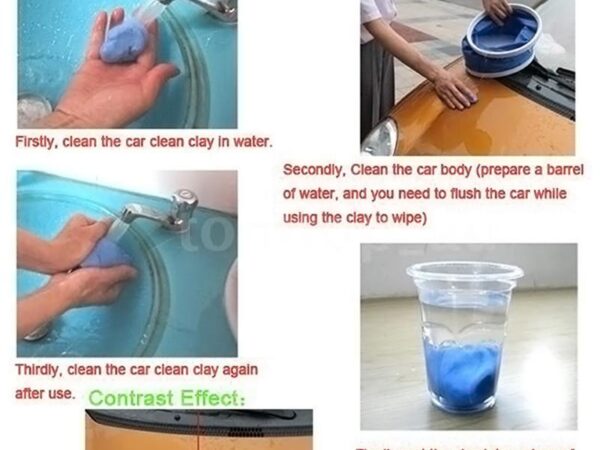 Firstly, clean the car clean clay in water.
Secondly, Clean the car body (prepare a barrel
of water, and you need to flush the car while
using the clay to wipe)
Thirdly, clean the car clean clay again
after use.
Contrast Effect: